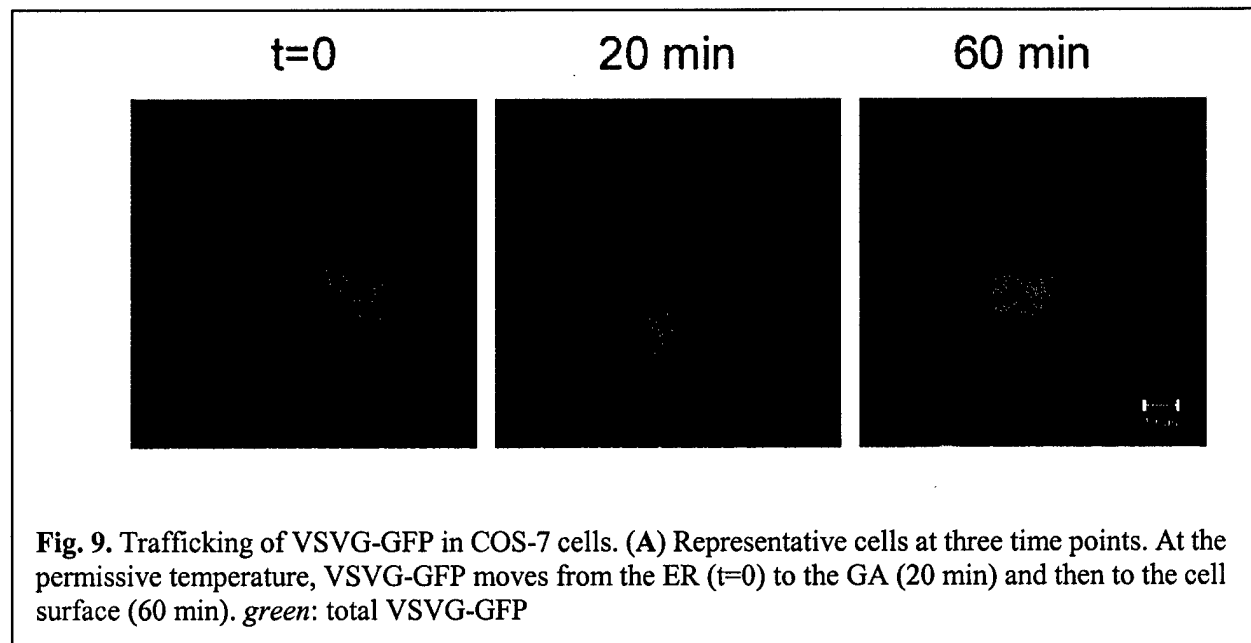 t=0 20 min 60 min
Fig. 9. Trafficking of VSVG-GFP in COS-7 cells. (A) Representative cells at three time points. At the
permissive temperature, VSVG-GFP moves from the ER (t=0) to the GA (20 min) and then to the cell
surface (60 min). green: total VSVG-GFP